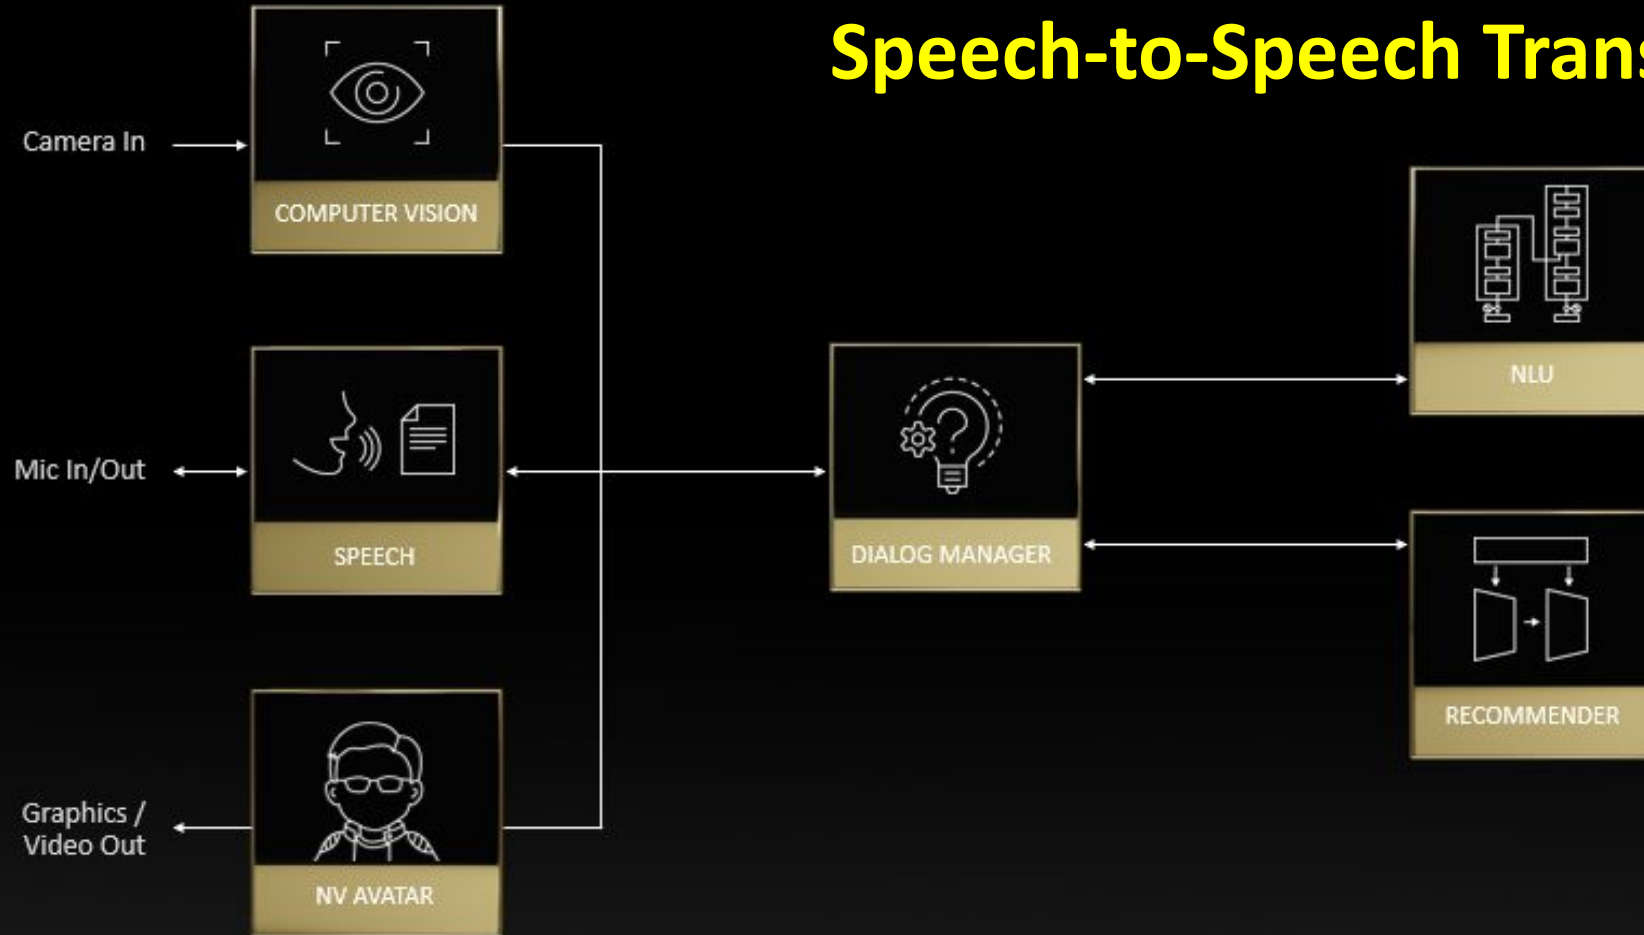 Speech-to-Speech Trans
Camera In
COMPUTER VISION
NLU
Mic In/Out
SPEECH
DIALOG MANAGER
RECOMMENDER
Graphics /
Video Out
NV AVATAR